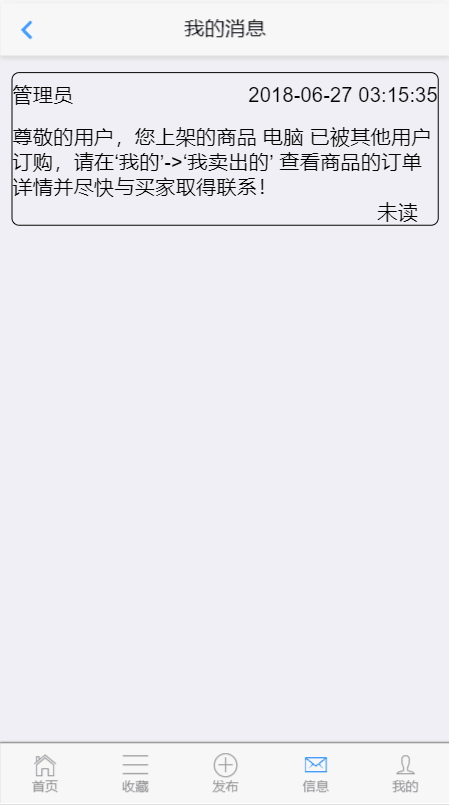 我的消息
管理员 2018-06-27 03:15:35
尊敬的用户，您上架的商品 电脑 已被其他用户
订购，请在‘我的’->‘我卖出的’ 查看商品的订单
详情并尽快与买家取得联系！
未读
首页 收藏 发布 信息 我的